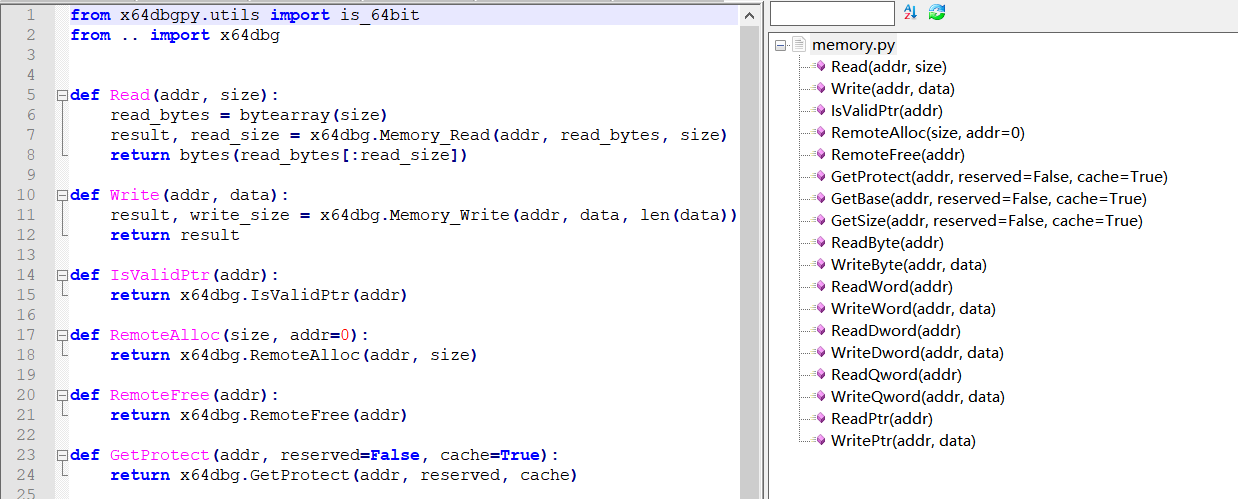 1 from x64dbgpy.utils import is_64bit
2 from .. import x64dbg
3
4
5 def Read(addr, size):
6     read_bytes = bytearray(size)
7     result, read_size = x64dbg.Memory_Read(addr, read_bytes, size)
8     return bytes(read_bytes[:read_size])
9
10 def Write(addr, data):
11     result, write_size = x64dbg.Memory_Write(addr, data, len(data))
12     return result
13
14 def IsValidPtr(addr):
15     return x64dbg.IsValidPtr(addr)
16
17 def RemoteAlloc(size, addr=0):
18     return x64dbg.RemoteAlloc(addr, size)
19
20 def RemoteFree(addr):
21     return x64dbg.RemoteFree(addr)
22
23 def GetProtect(addr, reserved=False, cache=True):
24     return x64dbg.GetProtect(addr, reserved, cache)
25
AZ
memory.py
Read(addr, size)
Write(addr, data)
IsValidPtr(addr)
RemoteAlloc(size, addr=0)
RemoteFree(addr)
GetProtect(addr, reserved=False, cache=True)
GetBase(addr, reserved=False, cache=True)
GetSize(addr, reserved=False, cache=True)
ReadByte(addr)
WriteByte(addr, data)
ReadWord(addr)
WriteWord(addr, data)
ReadDword(addr)
WriteDword(addr, data)
ReadQword(addr)
WriteQword(addr, data)
ReadPtr(addr)
WritePtr(addr, data)